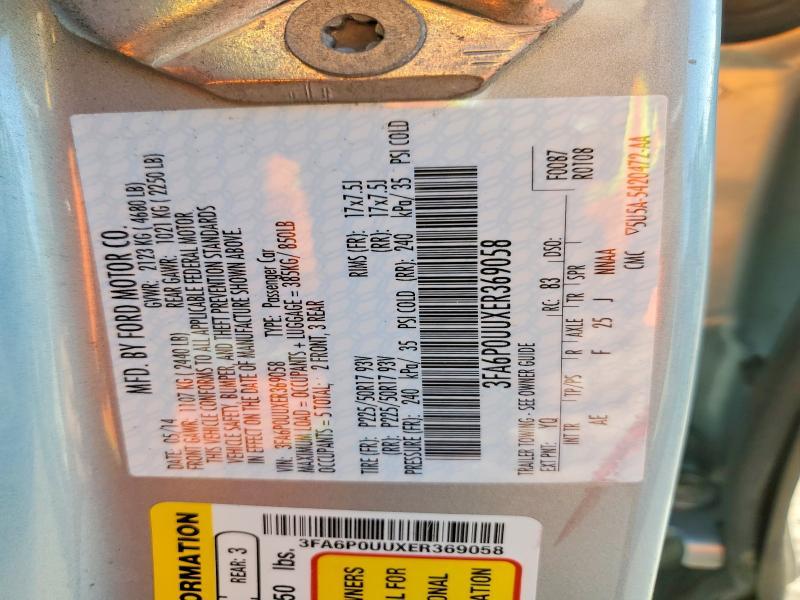 MFD. BY FORD MOTOR CO.
DATE 05/14 GVWR: 2123 KG ( 4680 LB)
FRONT GAWR: 1107 KG ( 2440 LB) REAR GAWR: 1021 KG ( 2250 LB)
THIS VEHICLE CONFORMS TO ALL APPLICABLE FEDERAL MOTOR
VEHICLE SAFETY, BUMPER, AND THEFT PREVENTION STANDARDS
IN EFFECT ON THE DATE OF MANUFACTURE SHOWN ABOVE
VIN: 3FA6P0UUXER369058 TYPE: Passenger Car
MAXIMUM LOAD = OCCUPANTS + LUGGAGE = 385KG/ 850LB
OCCUPANTS = 5 TOTAL; 2 FRONT, 3 REAR
TIRE (FR): P225/50R17 93V RIMS (FR): 17x7.5J
(RR): P225/50R17 93V (RR): 17x7.5J
PRESSURE (FR): 240 kPa/ 35 PSI COLD (RR): 240 kPa/ 35 PSI COLD
3FA6P0UUXER369058
TRAILER TOWING - SEE OWNER GUIDE F0087
EXT PNT: YQ RC: B3 DSO: R0108
INT TR TP/PS R AXLE TR SPR
AE F 25 J NNAA
CMC ▽5U5A-5420472-AA
ORMATION
REAR: 3
50 lbs.
3FA6P0UUXER369058
WNERS
L FOR
ONAL
ATION